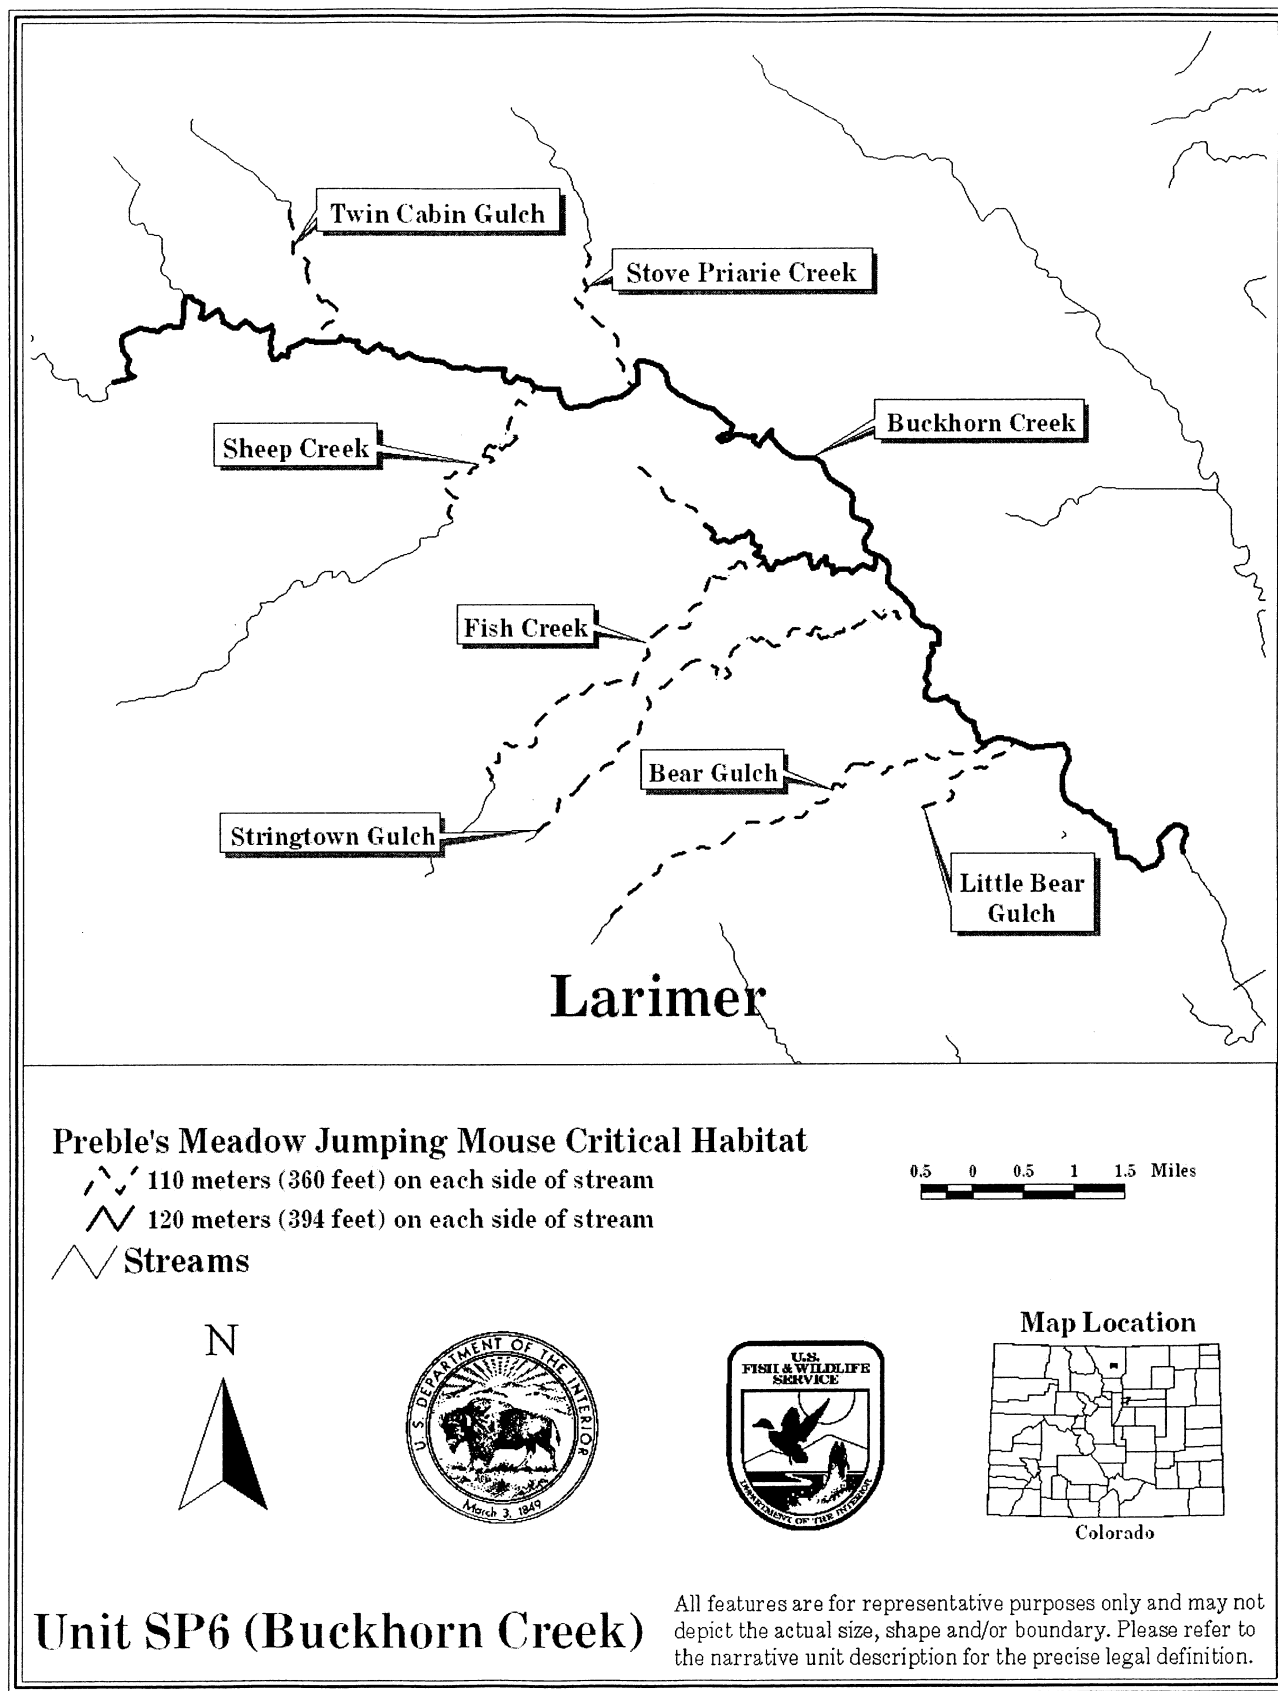 Twin Cabin Gulch
Stove Priarie Creek
Buckhorn Creek
Sheep Creek
Fish Creek
Bear Gulch
Stringtown Gulch
Little Bear
Gulch
Larimer
Preble's Meadow Jumping Mouse Critical Habitat
110 meters (360 feet) on each side of stream
120 meters (394 feet) on each side of stream
Streams
0.5 0 0.5 1 1.5 Miles
N
U.S. DEPARTMENT OF THE INTERIOR
March 3, 1849
U.S.
FISH & WILDLIFE
SERVICE
DEPARTMENT OF THE INTERIOR
Map Location
Colorado
Unit SP6 (Buckhorn Creek)
All features are for representative purposes only and may not
depict the actual size, shape and/or boundary. Please refer to
the narrative unit description for the precise legal definition.